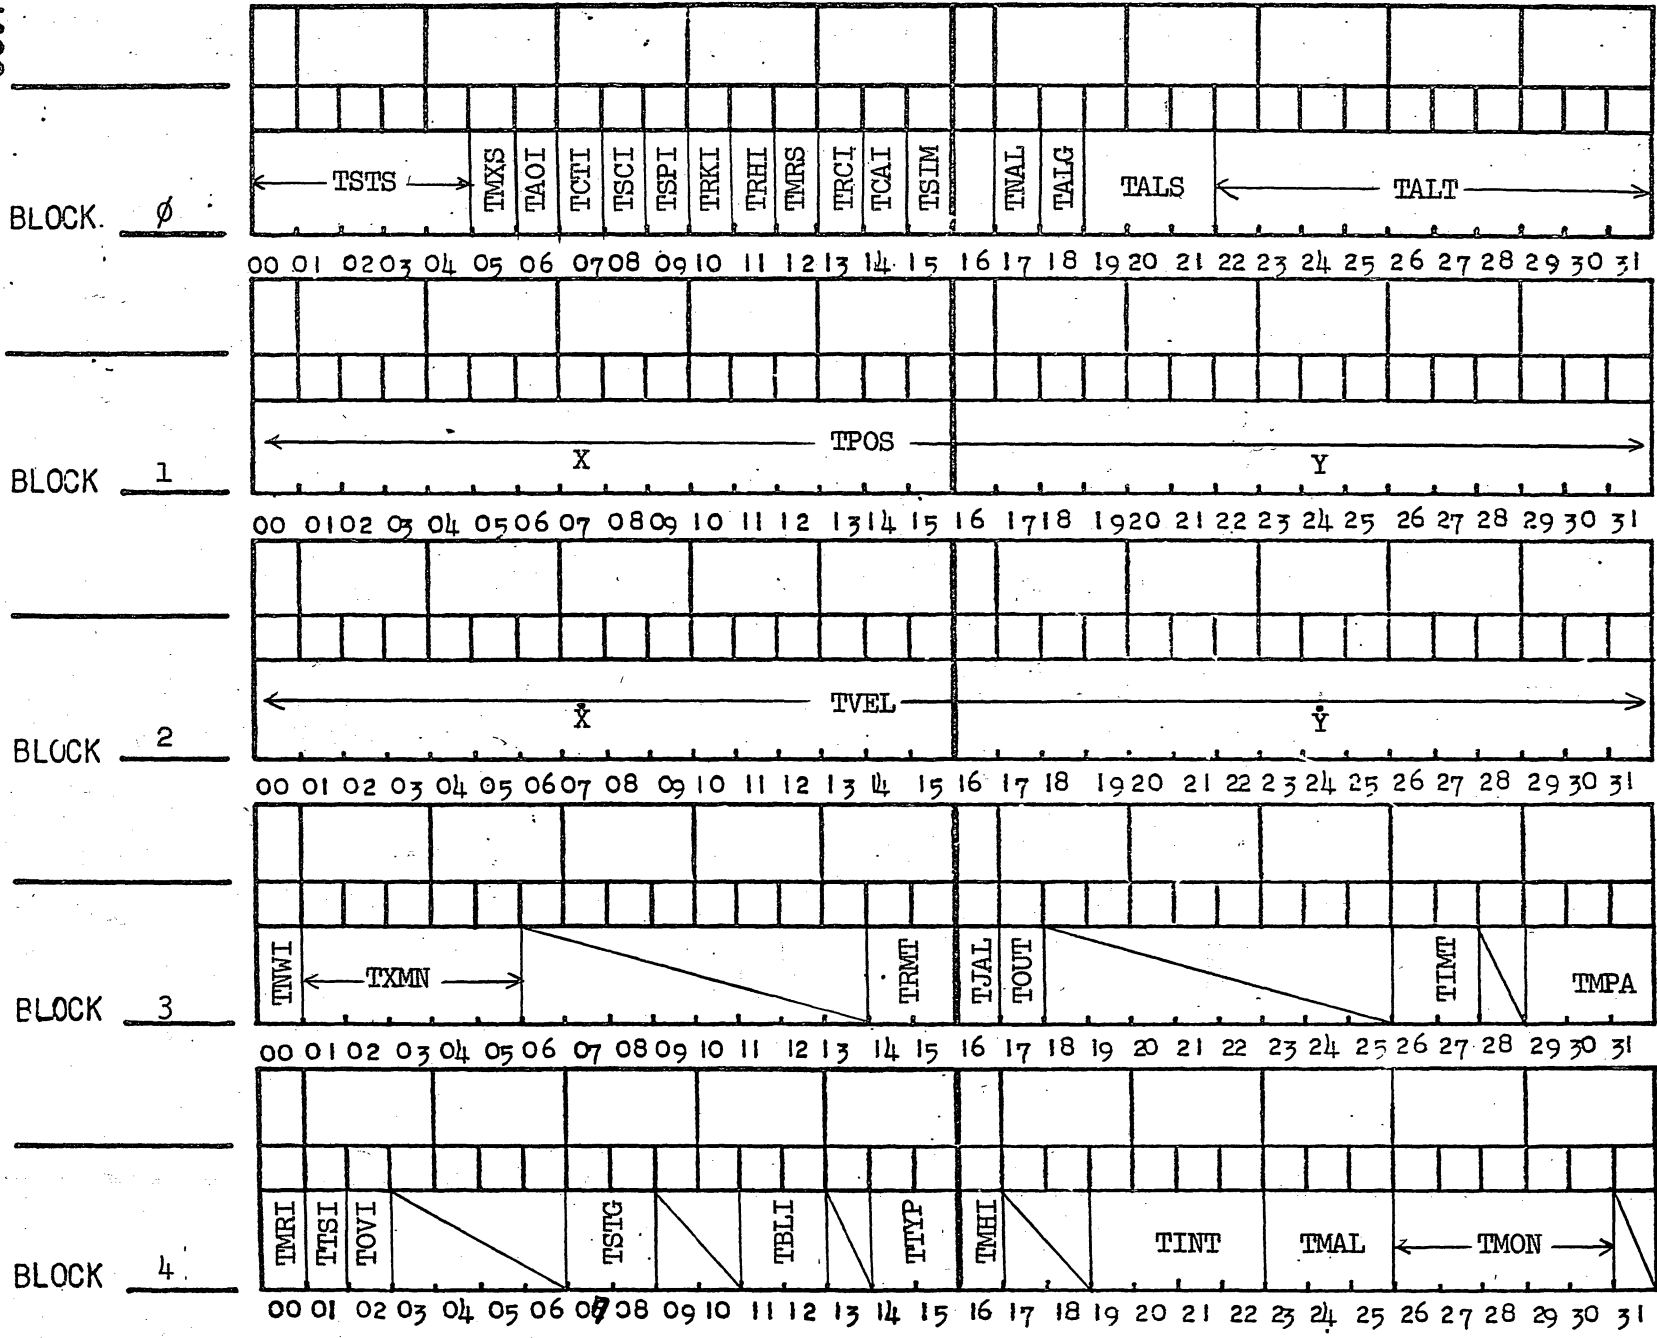 TSTS TMXS TAOI TCTI TSCI TSPI TRKI TRHI TMRS TRCI TCAI TSIM TNAL TALG TALS TALT
BLOCK. Ø
00 01 02 03 04 05 06 07 08 09 10 11 12 13 14 15 16 17 18 19 20 21 22 23 24 25 26 27 28 29 30 31
TPOS
X Y
BLOCK 1
00 01 02 03 04 05 06 07 08 09 10 11 12 13 14 15 16 17 18 19 20 21 22 23 24 25 26 27 28 29 30 31
TVEL
Ẋ Ẏ
BLOCK 2
00 01 02 03 04 05 06 07 08 09 10 11 12 13 14 15 16 17 18 19 20 21 22 23 24 25 26 27 28 29 30 31
TNWI TXMN TRMT TJAL TOUT TIMT TMPA
BLOCK 3
00 01 02 03 04 05 06 07 08 09 10 11 12 13 14 15 16 17 18 19 20 21 22 23 24 25 26 27 28 29 30 31
TMRI TTSI TOVI TSTG TBLI TTYP TMHI TINT TMAL TMON
BLOCK 4
00 01 02 03 04 05 06 07 08 09 10 11 12 13 14 15 16 17 18 19 20 21 22 23 24 25 26 27 28 29 30 31